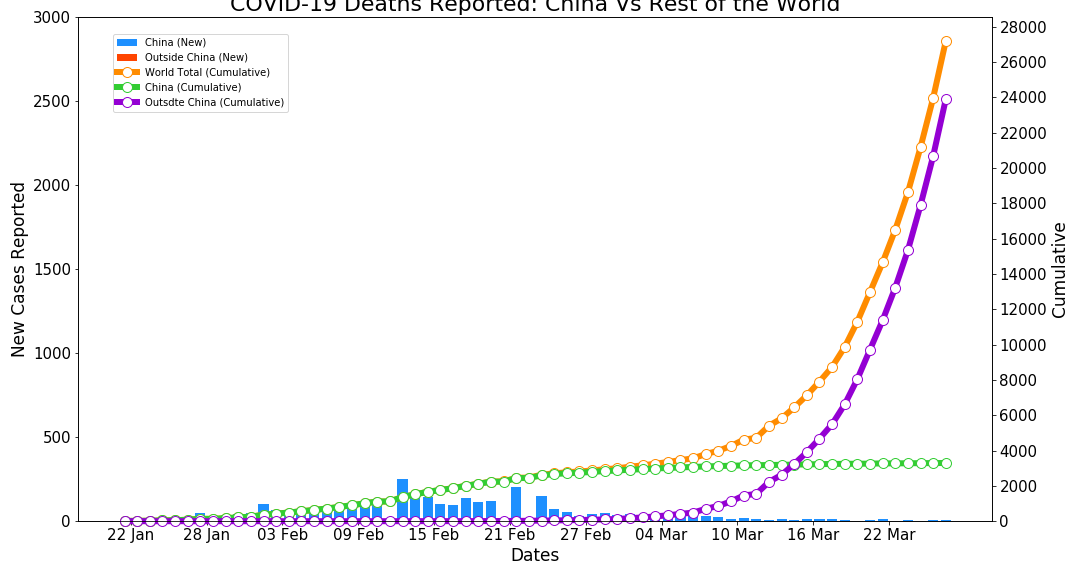 COVID-19 Deaths Reported: China Vs Rest of the World
3000
2500
2000
1500
1000
500
0
New Cases Reported
China (New)
Outside China (New)
World Total (Cumulative)
China (Cumulative)
Outsdte China (Cumulative)
28000
26000
24000
22000
20000
18000
16000
14000
12000
10000
8000
6000
4000
2000
0
Cumulative
22 Jan
28 Jan
03 Feb
09 Feb
15 Feb
21 Feb
27 Feb
04 Mar
10 Mar
16 Mar
22 Mar
Dates